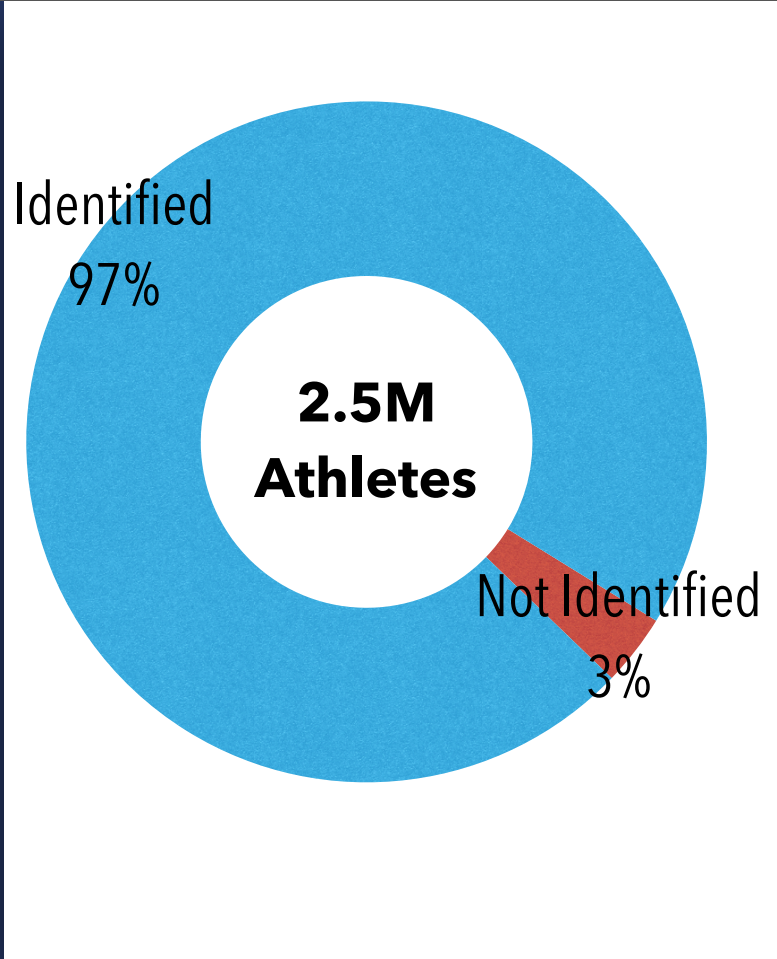 Identified
97%
2.5M
Athletes
Not Identified
3%